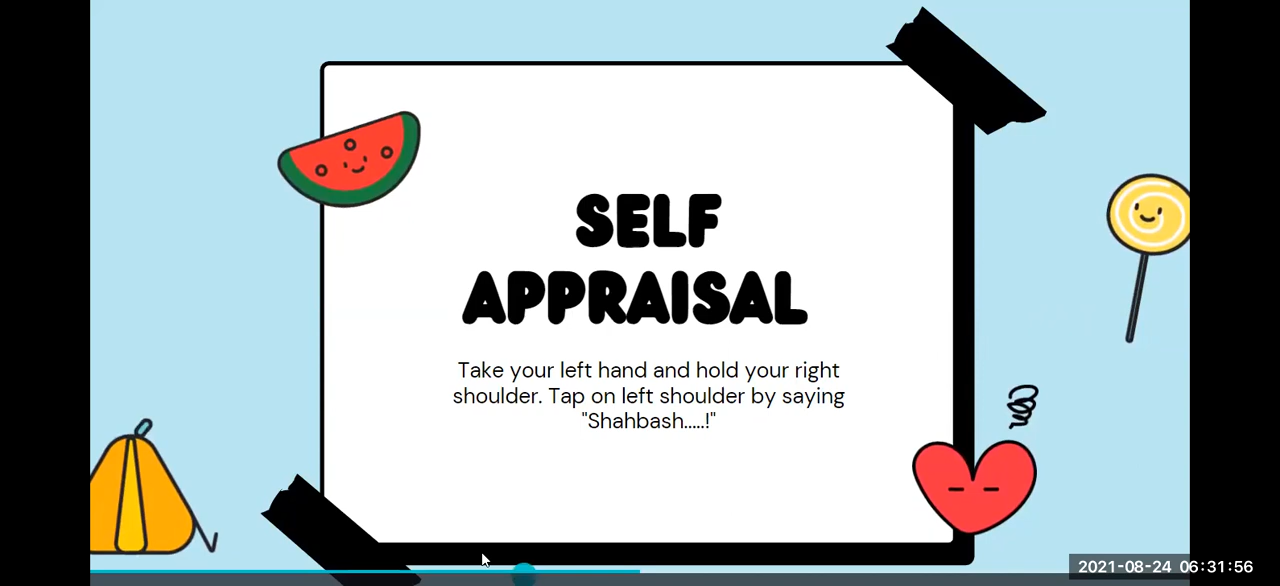 SELF
APPRAISAL
Take your left hand and hold your right
shoulder. Tap on left shoulder by saying
"Shahbash.....!"
2021-08-24 06:31:56